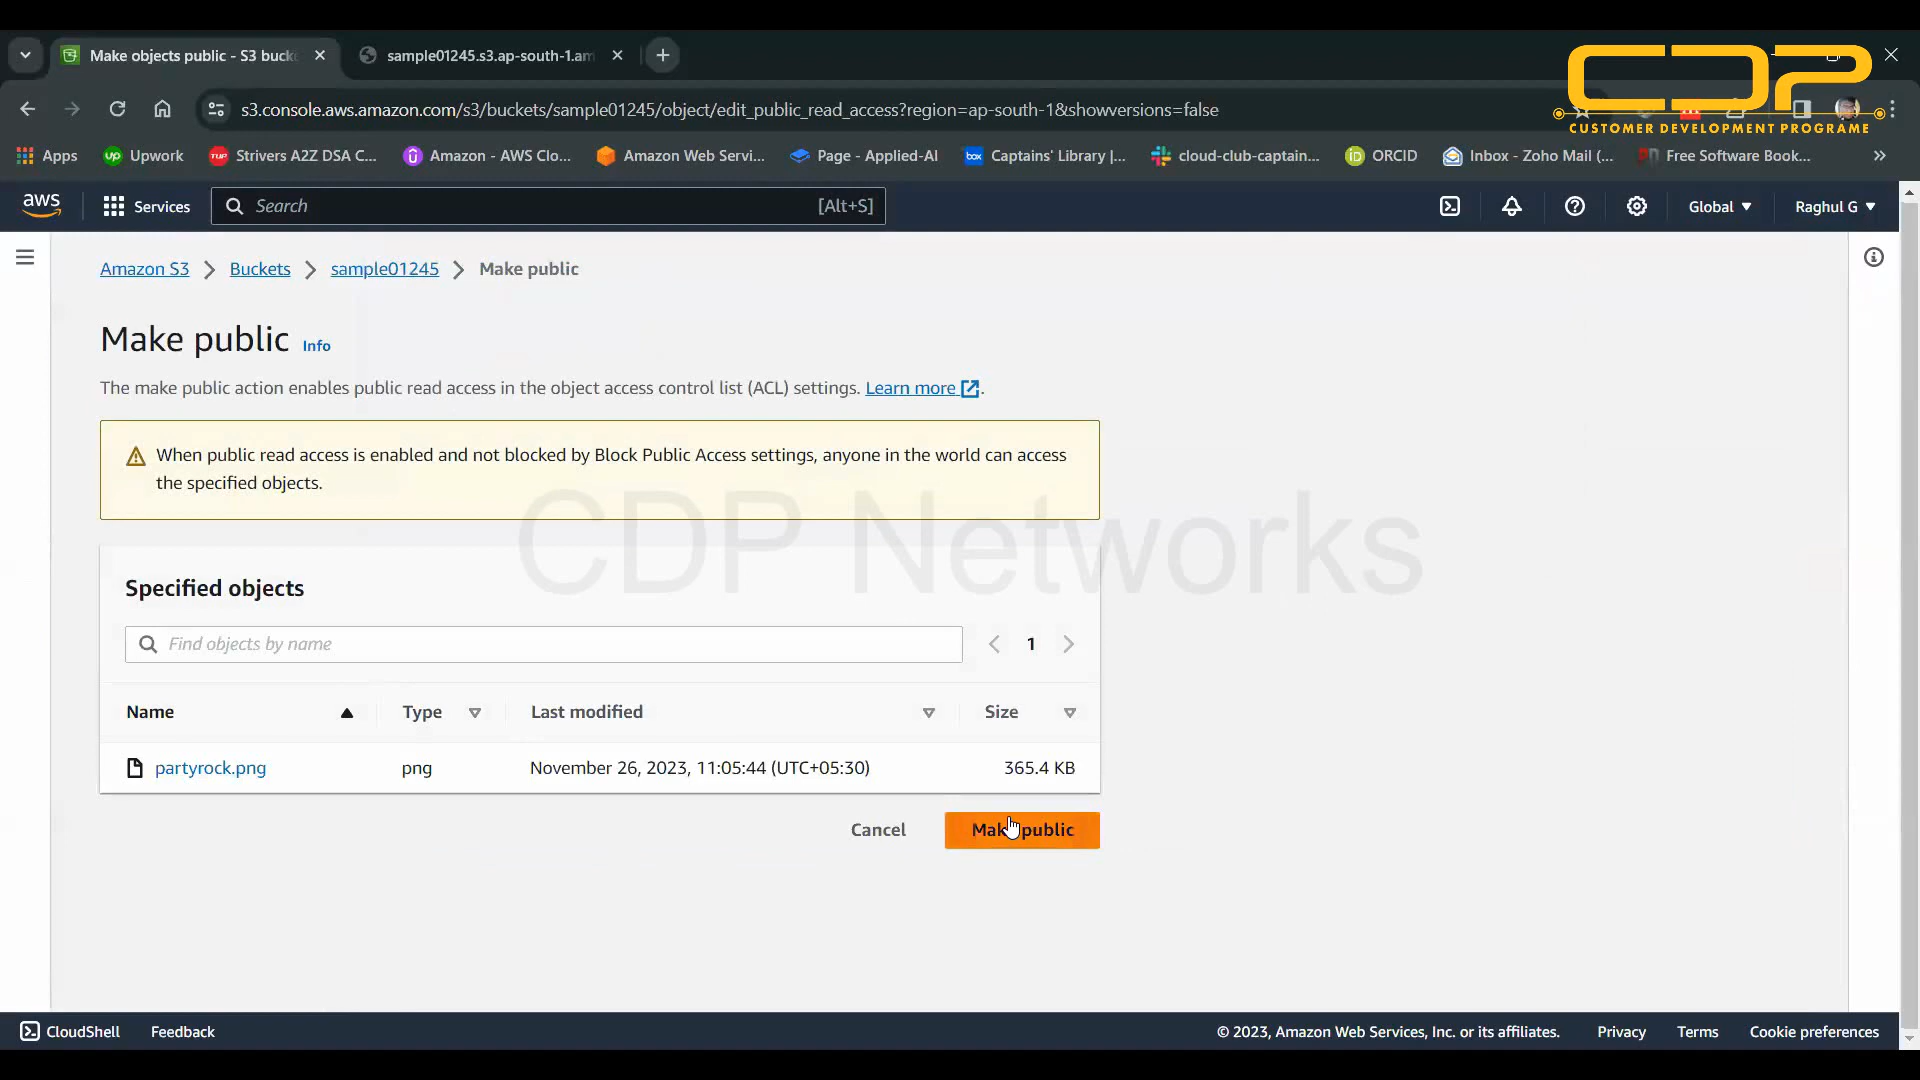 Make objects public - S3 buck
sample01245.s3.ap-south-1.am
CDP
CUSTOMER DEVELOPMENT PROGRAME
s3.console.aws.amazon.com/s3/buckets/sample01245/object/edit_public_read_access?region=ap-south-1&showversions=false
Apps
up Upwork
TUF Strivers A2Z DSA C...
Amazon - AWS Clo...
Amazon Web Servi...
Page - Applied-AI
box Captains' Library |...
cloud-club-captain...
iD ORCID
Inbox - Zoho Mail (...
Free Software Book...
aws
Services
Search
[Alt+S]
Global
Raghul G
Amazon S3 > Buckets > sample01245 > Make public
Make public Info
The make public action enables public read access in the object access control list (ACL) settings. Learn more.
When public read access is enabled and not blocked by Block Public Access settings, anyone in the world can access
the specified objects.
CDP Networks
Specified objects
Find objects by name
1
Name Type Last modified Size
partyrock.png png November 26, 2023, 11:05:44 (UTC+05:30) 365.4 KB
Cancel
Make public
CloudShell
Feedback
© 2023, Amazon Web Services, Inc. or its affiliates.
Privacy
Terms
Cookie preferences